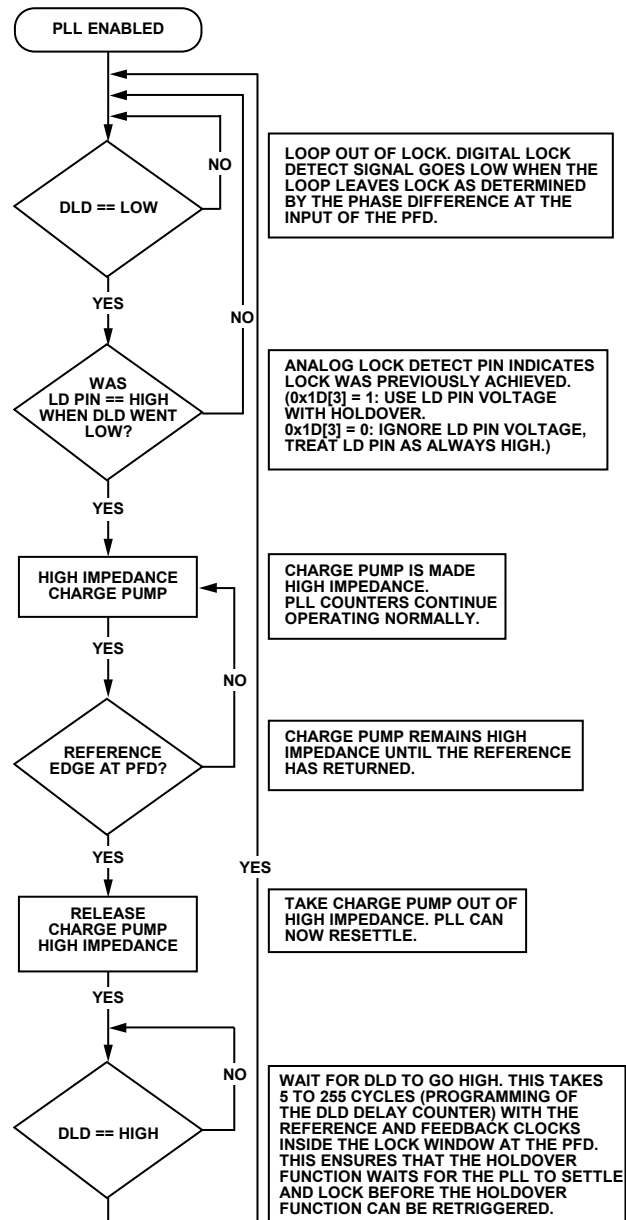 PLL ENABLED
NO
DLD == LOW
LOOP OUT OF LOCK. DIGITAL LOCK
DETECT SIGNAL GOES LOW WHEN THE
LOOP LEAVES LOCK AS DETERMINED
BY THE PHASE DIFFERENCE AT THE
INPUT OF THE PFD.
YES
NO
WAS
LD PIN == HIGH
WHEN DLD WENT
LOW?
ANALOG LOCK DETECT PIN INDICATES
LOCK WAS PREVIOUSLY ACHIEVED.
(0x1D[3] = 1: USE LD PIN VOLTAGE
WITH HOLDOVER.
0x1D[3] = 0: IGNORE LD PIN VOLTAGE,
TREAT LD PIN AS ALWAYS HIGH.)
YES
HIGH IMPEDANCE
CHARGE PUMP
CHARGE PUMP IS MADE
HIGH IMPEDANCE.
PLL COUNTERS CONTINUE
OPERATING NORMALLY.
YES
NO
REFERENCE
EDGE AT PFD?
CHARGE PUMP REMAINS HIGH
IMPEDANCE UNTIL THE REFERENCE
HAS RETURNED.
YES
YES
RELEASE
CHARGE PUMP
HIGH IMPEDANCE
TAKE CHARGE PUMP OUT OF
HIGH IMPEDANCE. PLL CAN
NOW RESETTLE.
YES
NO
DLD == HIGH
WAIT FOR DLD TO GO HIGH. THIS TAKES
5 TO 255 CYCLES (PROGRAMMING OF
THE DLD DELAY COUNTER) WITH THE
REFERENCE AND FEEDBACK CLOCKS
INSIDE THE LOCK WINDOW AT THE PFD.
THIS ENSURES THAT THE HOLDOVER
FUNCTION WAITS FOR THE PLL TO SETTLE
AND LOCK BEFORE THE HOLDOVER
FUNCTION CAN BE RETRIGGERED.